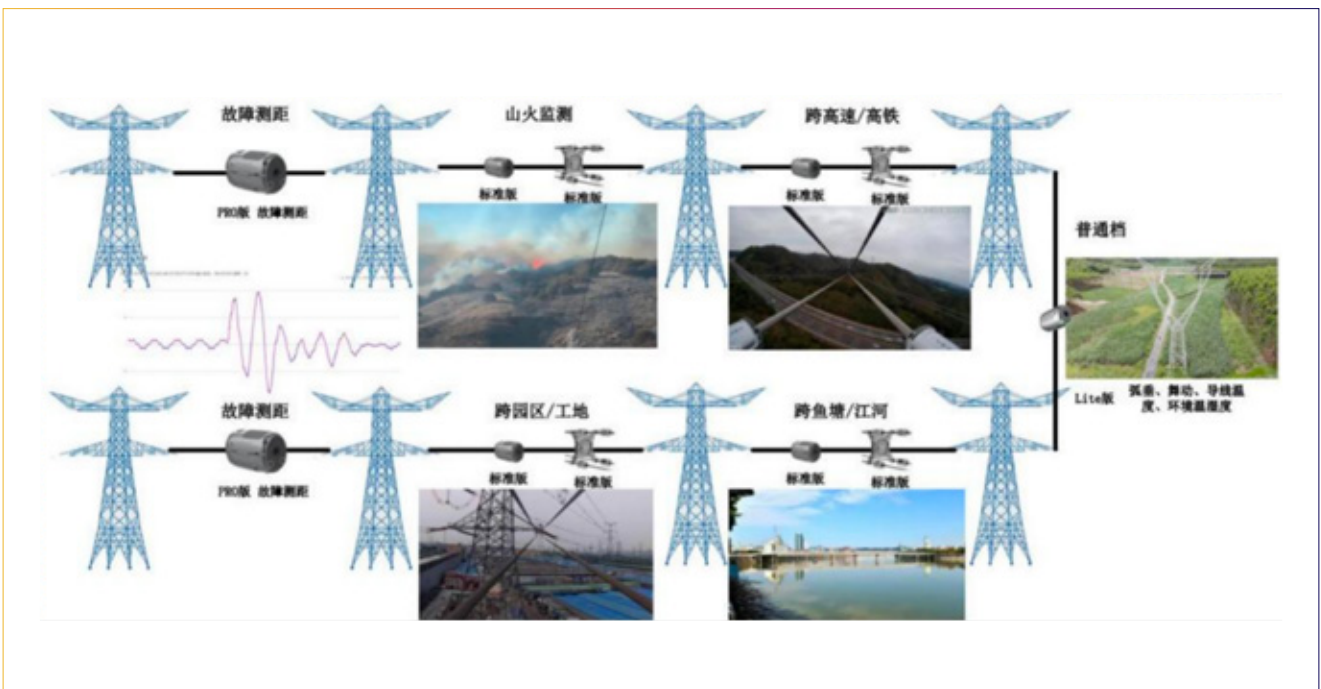 故障测距
山火监测
跨高速/高铁
标准版
标准版
标准版
标准版
PRO版 故障测距
普通档
Lite版
弧垂、舞动、导线温
度、环境温湿度
故障测距
跨园区/工地
跨鱼塘/江河
标准版
标准版
标准版
标准版
PRO版 故障测距